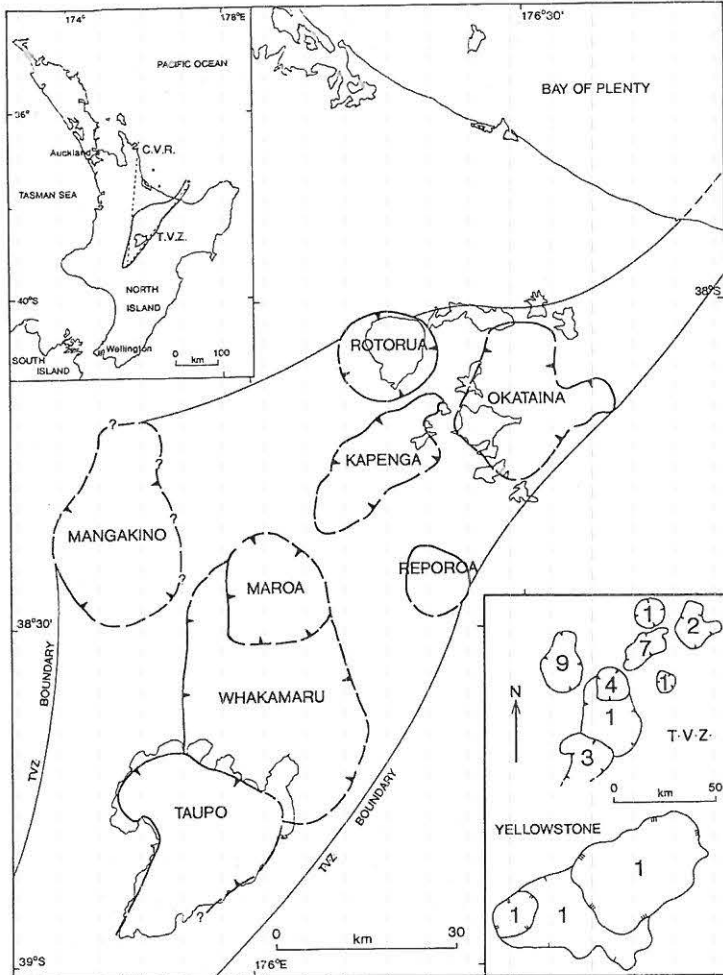 174°
178°E
PACIFIC OCEAN
36°
Auckland
C.V.R.
TASMAN SEA
T.V.Z.
NORTH
ISLAND
40°S
SOUTH
ISLAND
Wellington
0 100
km
176°30'
BAY OF PLENTY
38°S
ROTORUA
OKATAINA
KAPENGA
?
?
MANGAKINO
?
?
REPOROA
MAROA
38°30'
WHAKAMARU
TVZ BOUNDARY
TAUPO
?
?
TVZ BOUNDARY
0 30
km
39°S
176°E
1
2
7
9
4
1
1
3
N
T.V.Z.
0 50
km
YELLOWSTONE
1
1
1